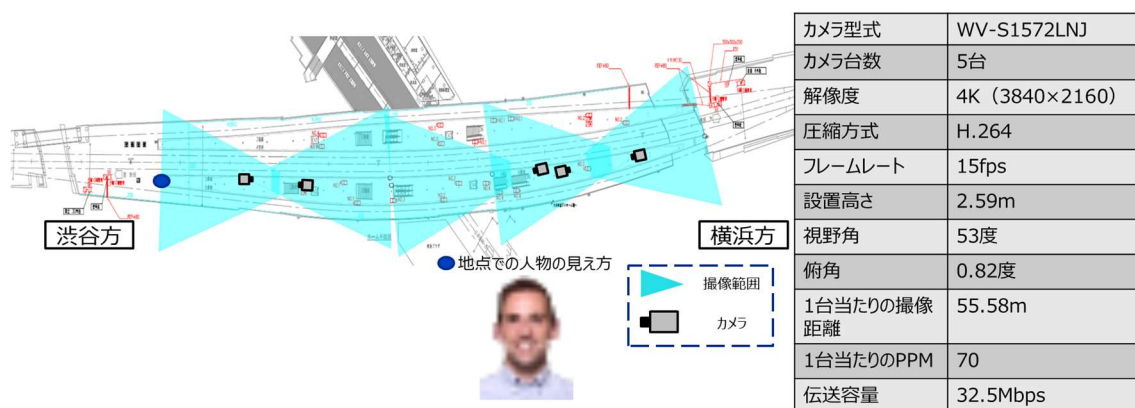 渋谷方
横浜方
地点での人物の見え方
撮像範囲
カメラ
カメラ型式 WV-S1572LNJ
カメラ台数 5台
解像度 4K（3840×2160）
圧縮方式 H.264
フレームレート 15fps
設置高さ 2.59m
視野角 53度
俯角 0.82度
1台当たりの撮像
距離 55.58m
1台当たりのPPM 70
伝送容量 32.5Mbps